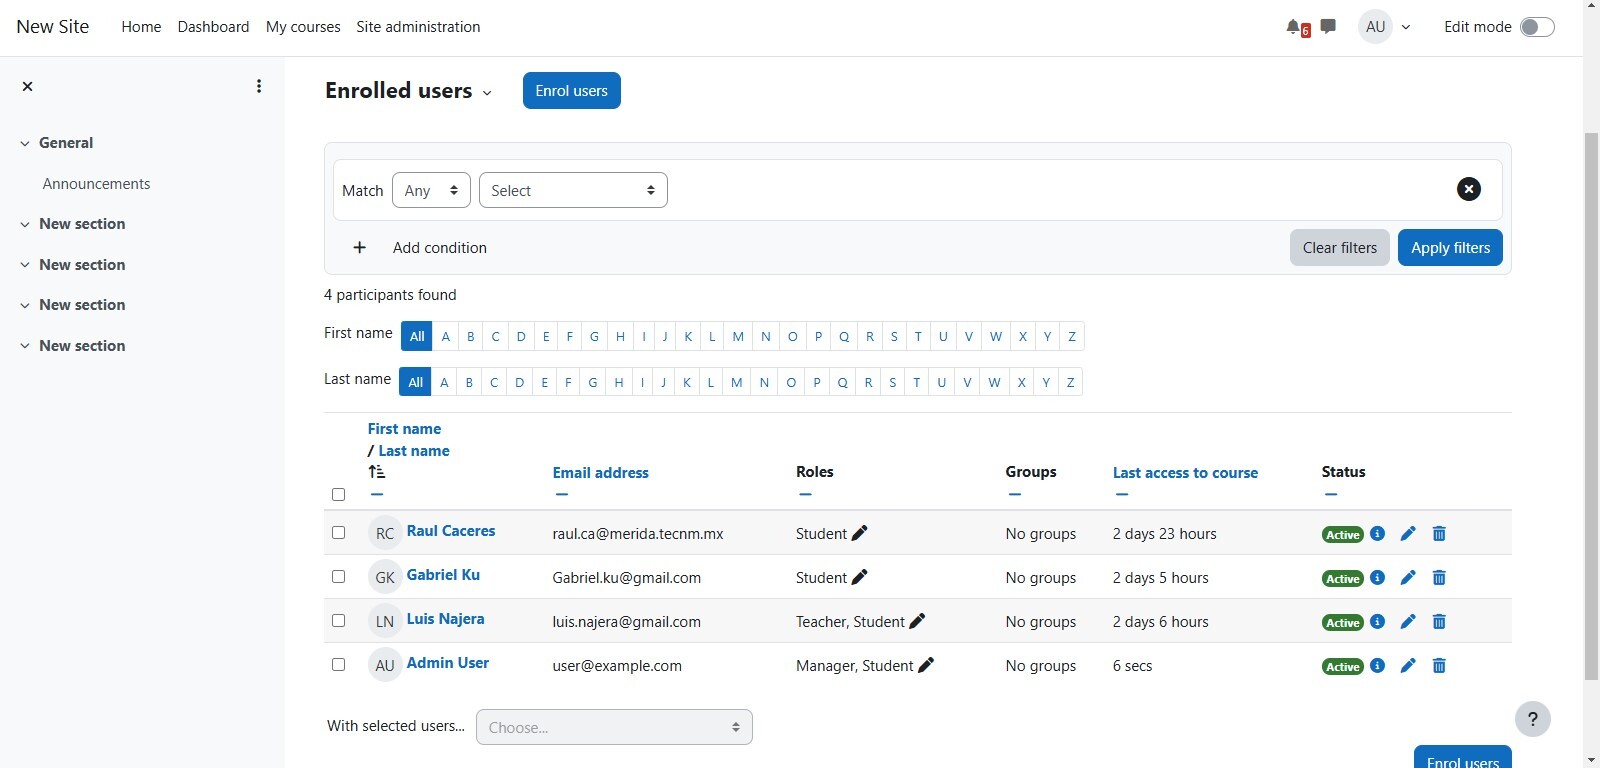 New Site Home Dashboard My courses Site administration 6 AU Edit mode
General
Announcements
New section
New section
New section
New section
Enrolled users Enrol users
Match Any Select
Add condition Clear filters Apply filters
4 participants found
First name All A B C D E F G H I J K L M N O P Q R S T U V W X Y Z
Last name All A B C D E F G H I J K L M N O P Q R S T U V W X Y Z
First name
/ Last name
Email address Roles Groups Last access to course Status
RC Raul Caceres raul.ca@merida.tecnm.mx Student No groups 2 days 23 hours Active
GK Gabriel Ku Gabriel.ku@gmail.com Student No groups 2 days 5 hours Active
LN Luis Najera luis.najera@gmail.com Teacher, Student No groups 2 days 6 hours Active
AU Admin User user@example.com Manager, Student No groups 6 secs Active
With selected users... Choose...
?
Enrol users